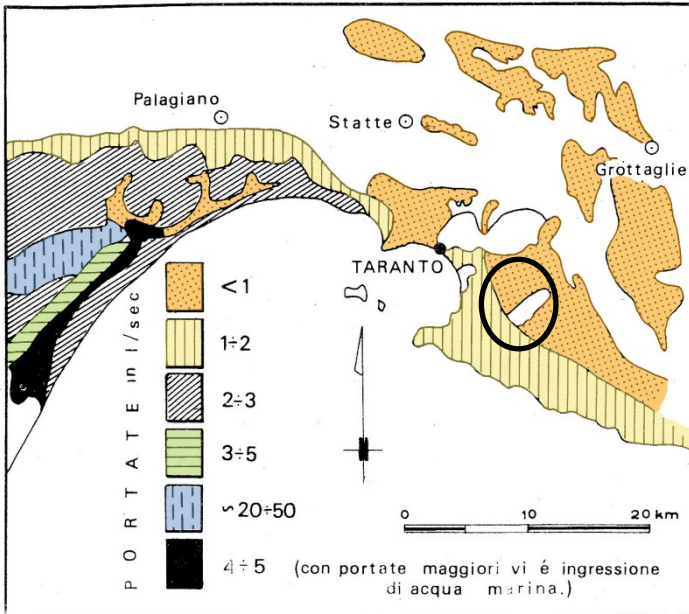 Palagiano
Statte
Grottaglie
TARANTO
PORTATE in l/sec
<1
1÷2
2÷3
3÷5
~20÷50
4÷5 (con portate maggiori vi é ingressione
di acqua marina.)
0 10 20 km